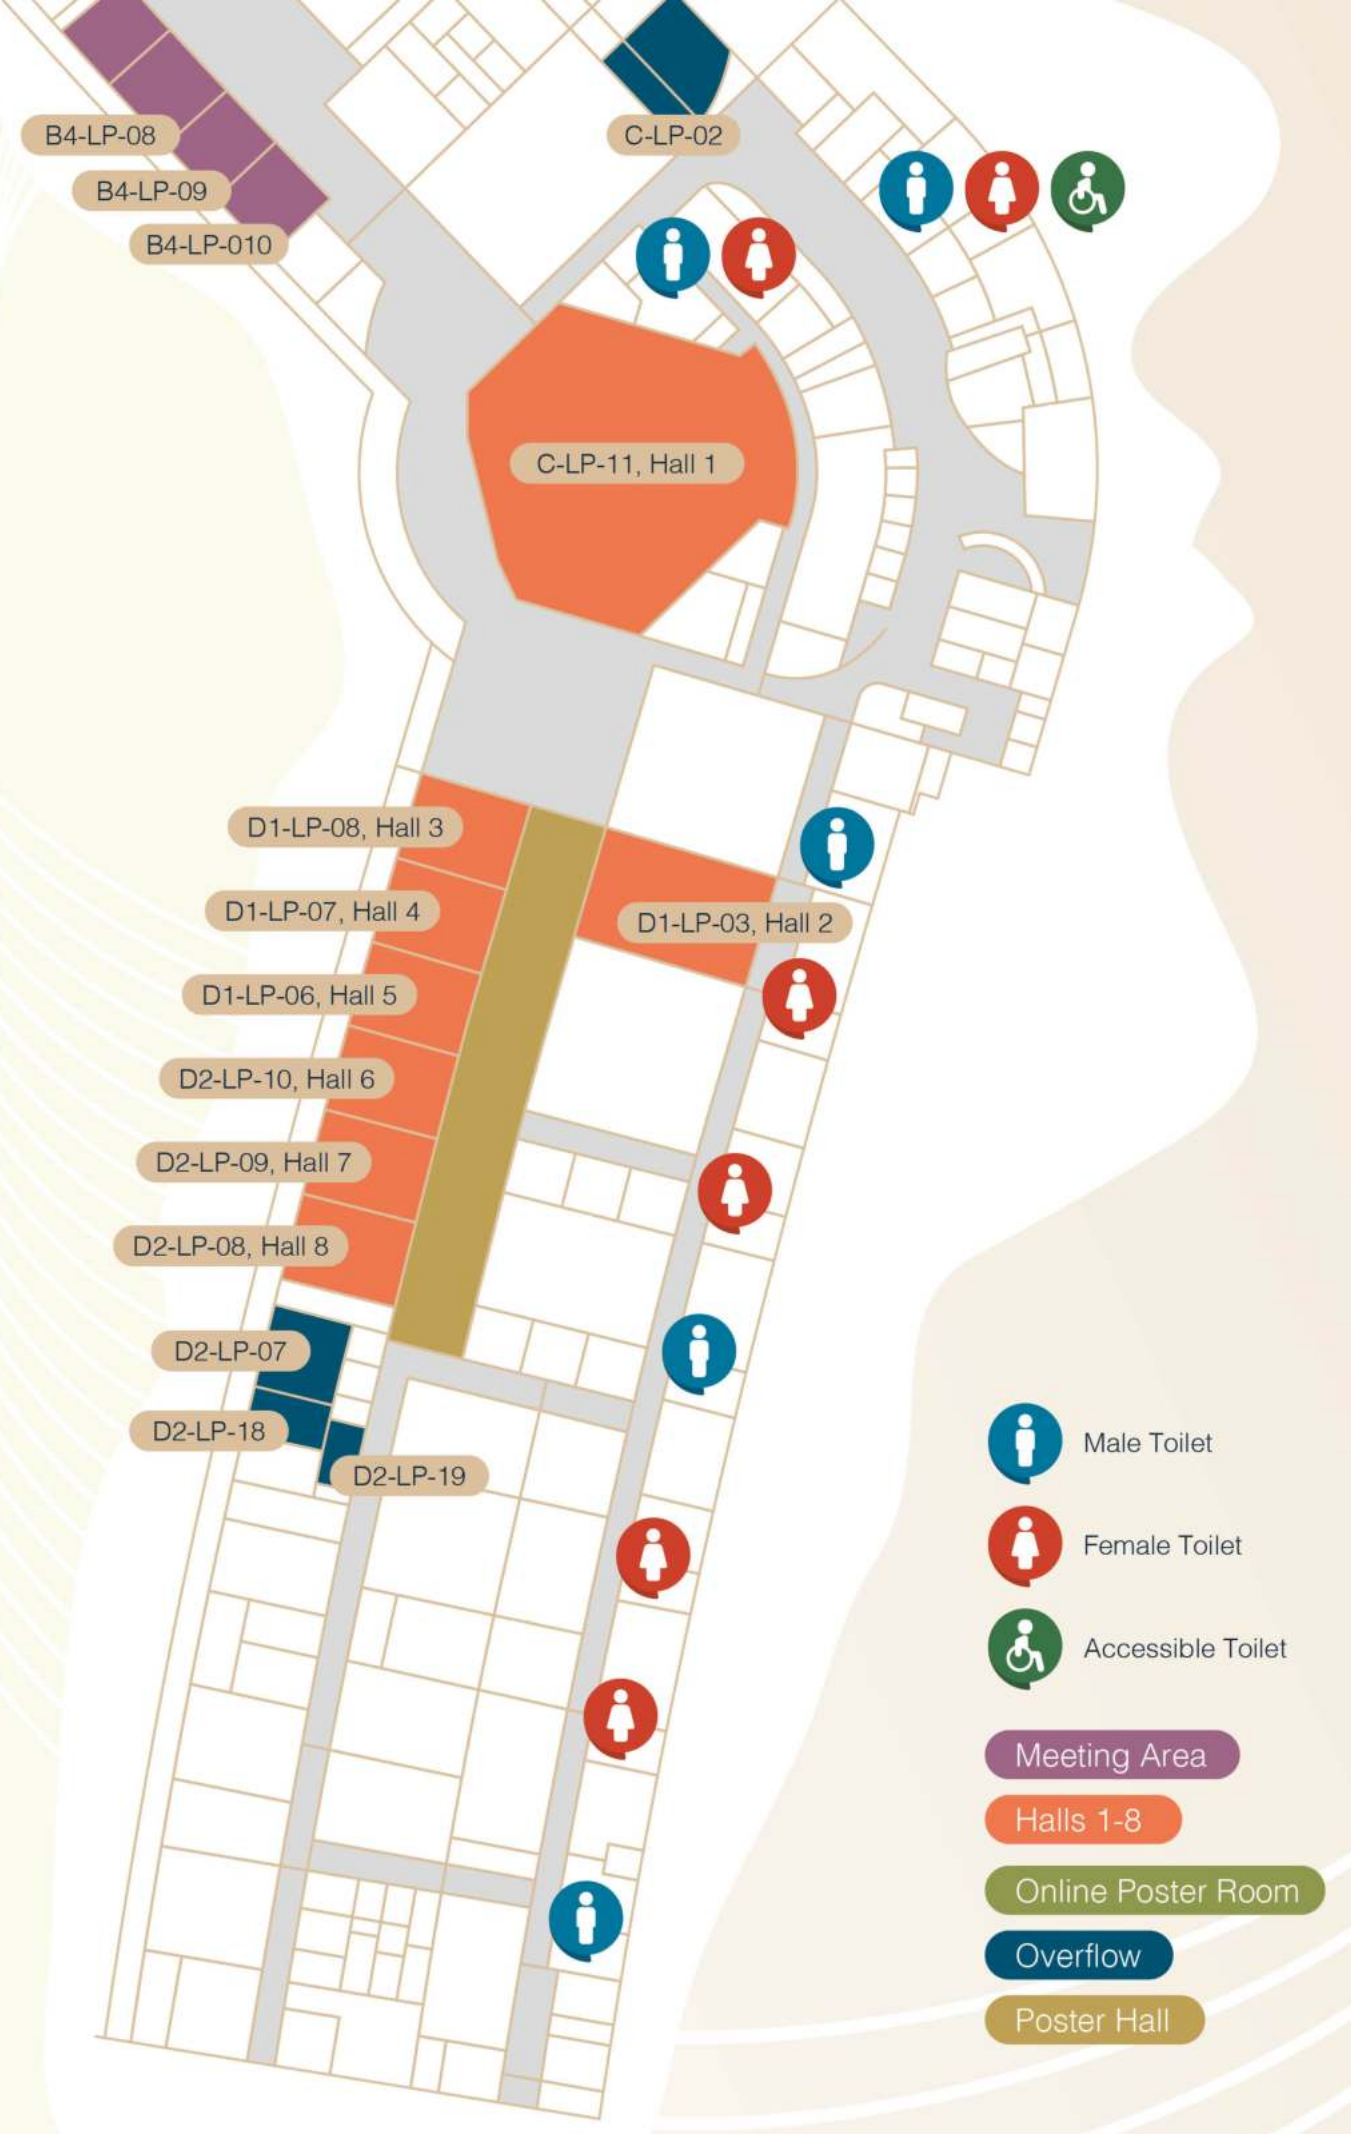 B4-LP-08
C-LP-02
B4-LP-09
B4-LP-010
C-LP-11, Hall 1
D1-LP-08, Hall 3
D1-LP-07, Hall 4
D1-LP-03, Hall 2
D1-LP-06, Hall 5
D2-LP-10, Hall 6
D2-LP-09, Hall 7
D2-LP-08, Hall 8
D2-LP-07
D2-LP-18
D2-LP-19
Male Toilet
Female Toilet
Accessible Toilet
Meeting Area
Halls 1-8
Online Poster Room
Overflow
Poster Hall